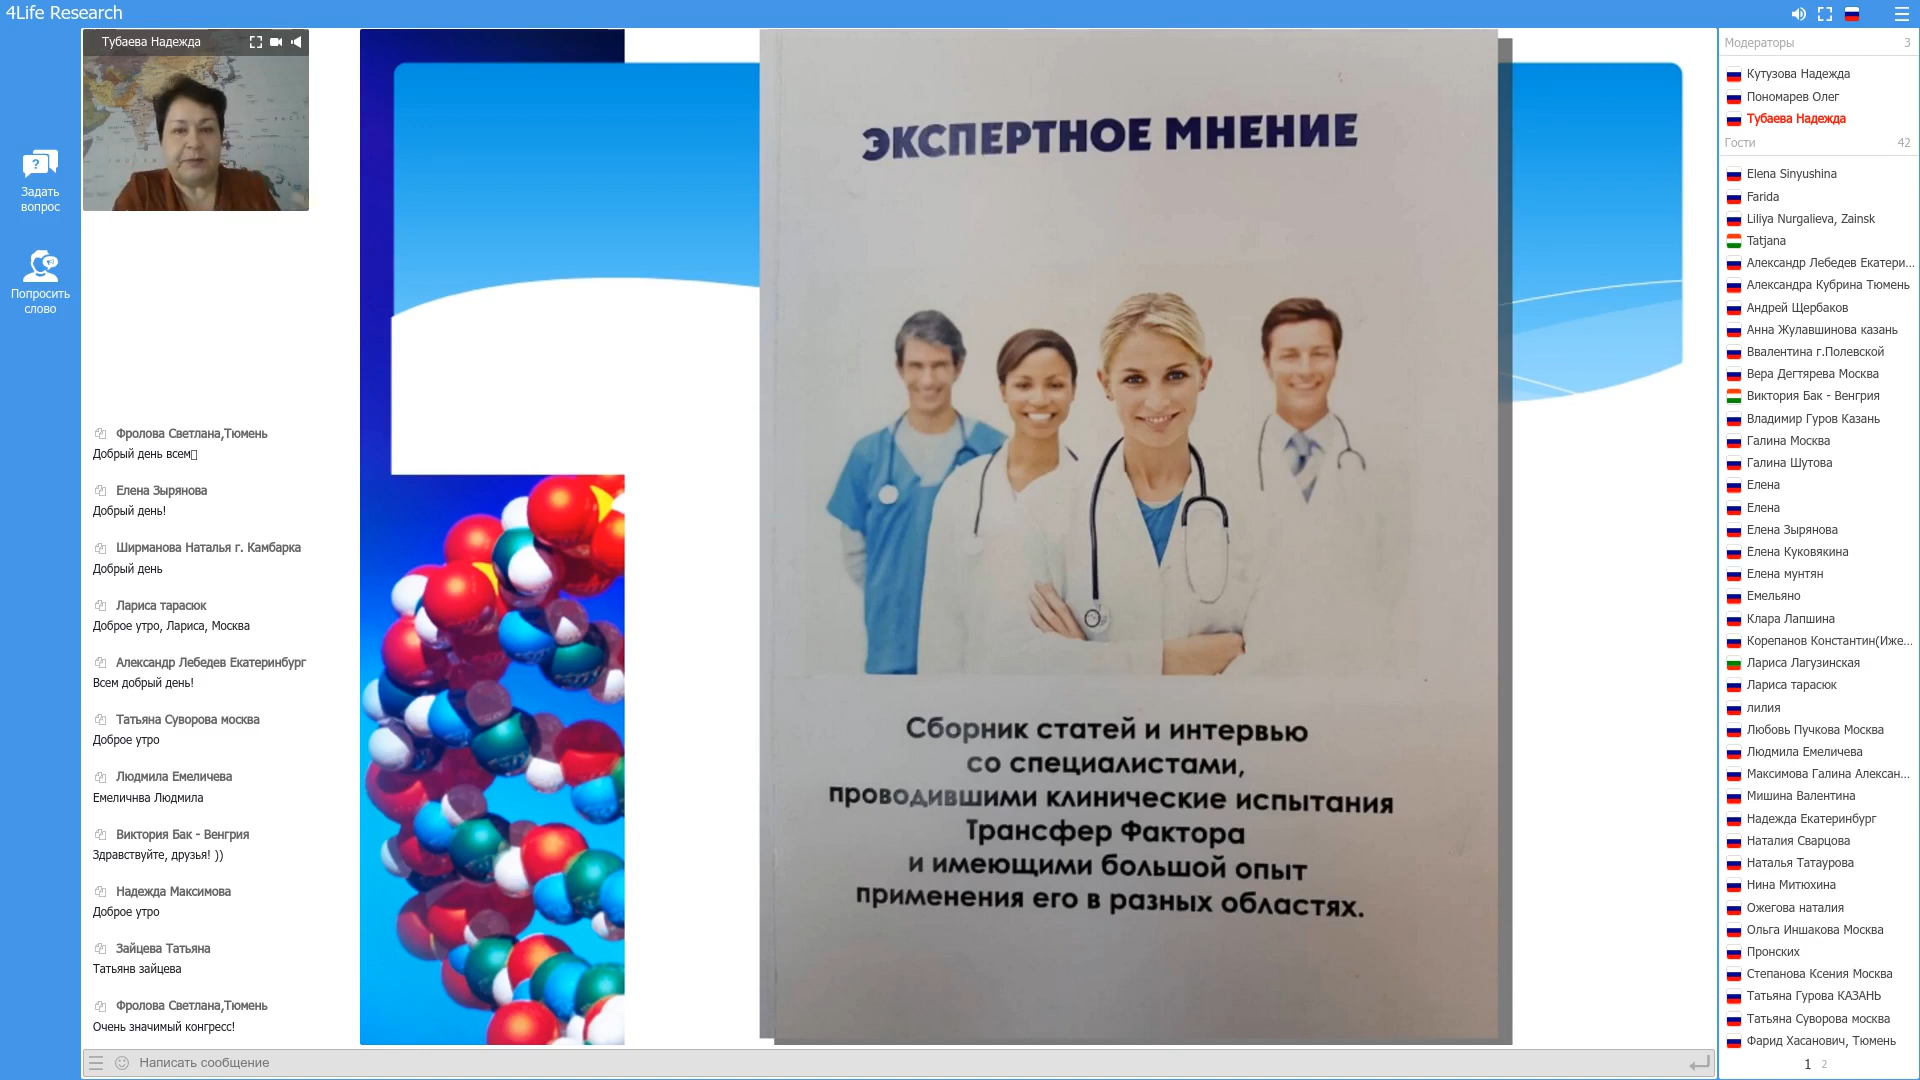 4Life Research
Тубаева Надежда
Задать
вопрос
Попросить
слово
Фролова Светлана,Тюмень
Добрый день всем
Елена Зырянова
Добрый день!
Ширманова Наталья г. Камбарка
Добрый день
Лариса тарасюк
Доброе утро, Лариса, Москва
Александр Лебедев Екатеринбург
Всем добрый день!
Татьяна Суворова москва
Доброе утро
Людмила Емеличева
Емеличнва Людмила
Виктория Бак - Венгрия
Здравствуйте, друзья! ))
Надежда Максимова
Доброе утро
Зайцева Татьяна
Татьянв зайцева
Фролова Светлана,Тюмень
Очень значимый конгресс!
Написать сообщение
ЭКСПЕРТНОЕ МНЕНИЕ
Сборник статей и интервью
со специалистами,
проводившими клинические испытания
Трансфер Фактора
и имеющими большой опыт
применения его в разных областях.
Модераторы 3
Кутузова Надежда
Пономарев Олег
Тубаева Надежда
Гости 42
Elena Sinyushina
Farida
Liliya Nurgalieva, Zainsk
Tatjana
Александр Лебедев Екатери...
Александра Кубрина Тюмень
Андрей Щербаков
Анна Жулавшинова казань
Ввалентина г.Полевской
Вера Дегтярева Москва
Виктория Бак - Венгрия
Владимир Гуров Казань
Галина Москва
Галина Шутова
Елена
Елена
Елена Зырянова
Елена Куковякина
Елена мунтян
Емельяно
Клара Лапшина
Корепанов Константин(Иже...
Лариса Лагузинская
Лариса тарасюк
лилия
Любовь Пучкова Москва
Людмила Емеличева
Максимова Галина Алексан...
Мишина Валентина
Надежда Екатеринбург
Наталия Сварцова
Наталья Татаурова
Нина Митюхина
Ожегова наталия
Ольга Иншакова Москва
Пронских
Степанова Ксения Москва
Татьяна Гурова КАЗАНЬ
Татьяна Суворова москва
Фарид Хасанович, Тюмень
1 2